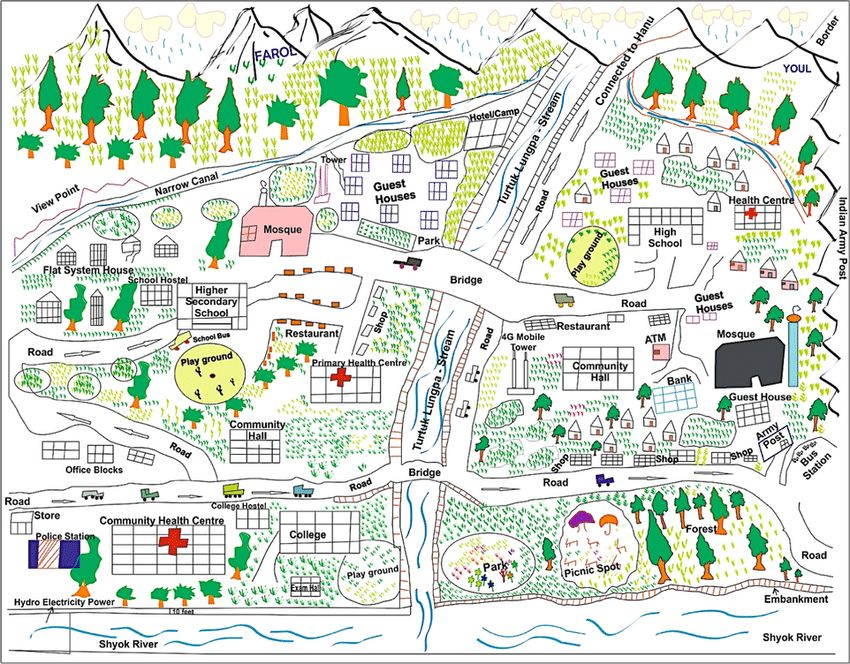 FAROL
YOUL
Border
Connected to Hanu
Hotel/Camp
Turtuk Lungpa - Stream
Tower
Guest
Houses
Guest
Houses
View Point
Narrow Canal
Health Centre
Indian Army Post
Road
Mosque
Park
High
School
Play ground
Flat System House
School Hostel
Bridge
Higher
Secondary
School
Road
Guest
Houses
Shop
Restaurant
Restaurant
School Bus
Road
4G Mobile
Tower
ATM
Mosque
Road
Play ground
Primary Health Centre
Turtuk Lungpa - Stream
Community
Hall
Bank
Guest House
Community
Hall
Army
Post
Road
Office Blocks
Shop
Shop
Shop
Bus
Station
Bridge
Road
Road
Road
College Hostel
Store
Community Health Centre
Police Station
College
Forest
Road
Park
Picnic Spot
Play ground
Exam Hall
Hydro Electricity Power
110 feet
Embankment
Shyok River
Shyok River